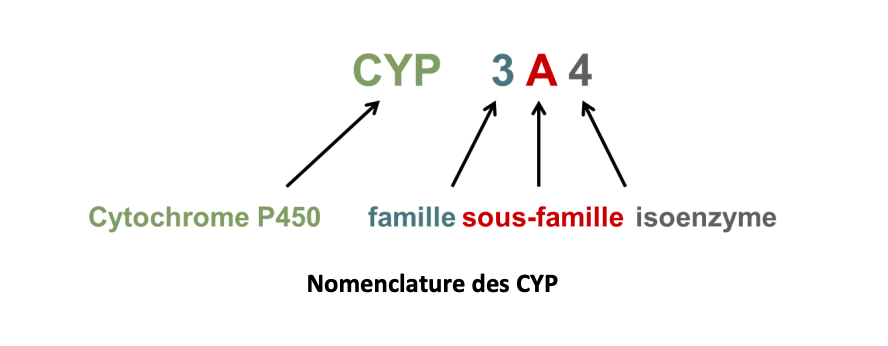 CYP 3 A 4
Cytochrome P450 famille sous-famille isoenzyme
Nomenclature des CYP